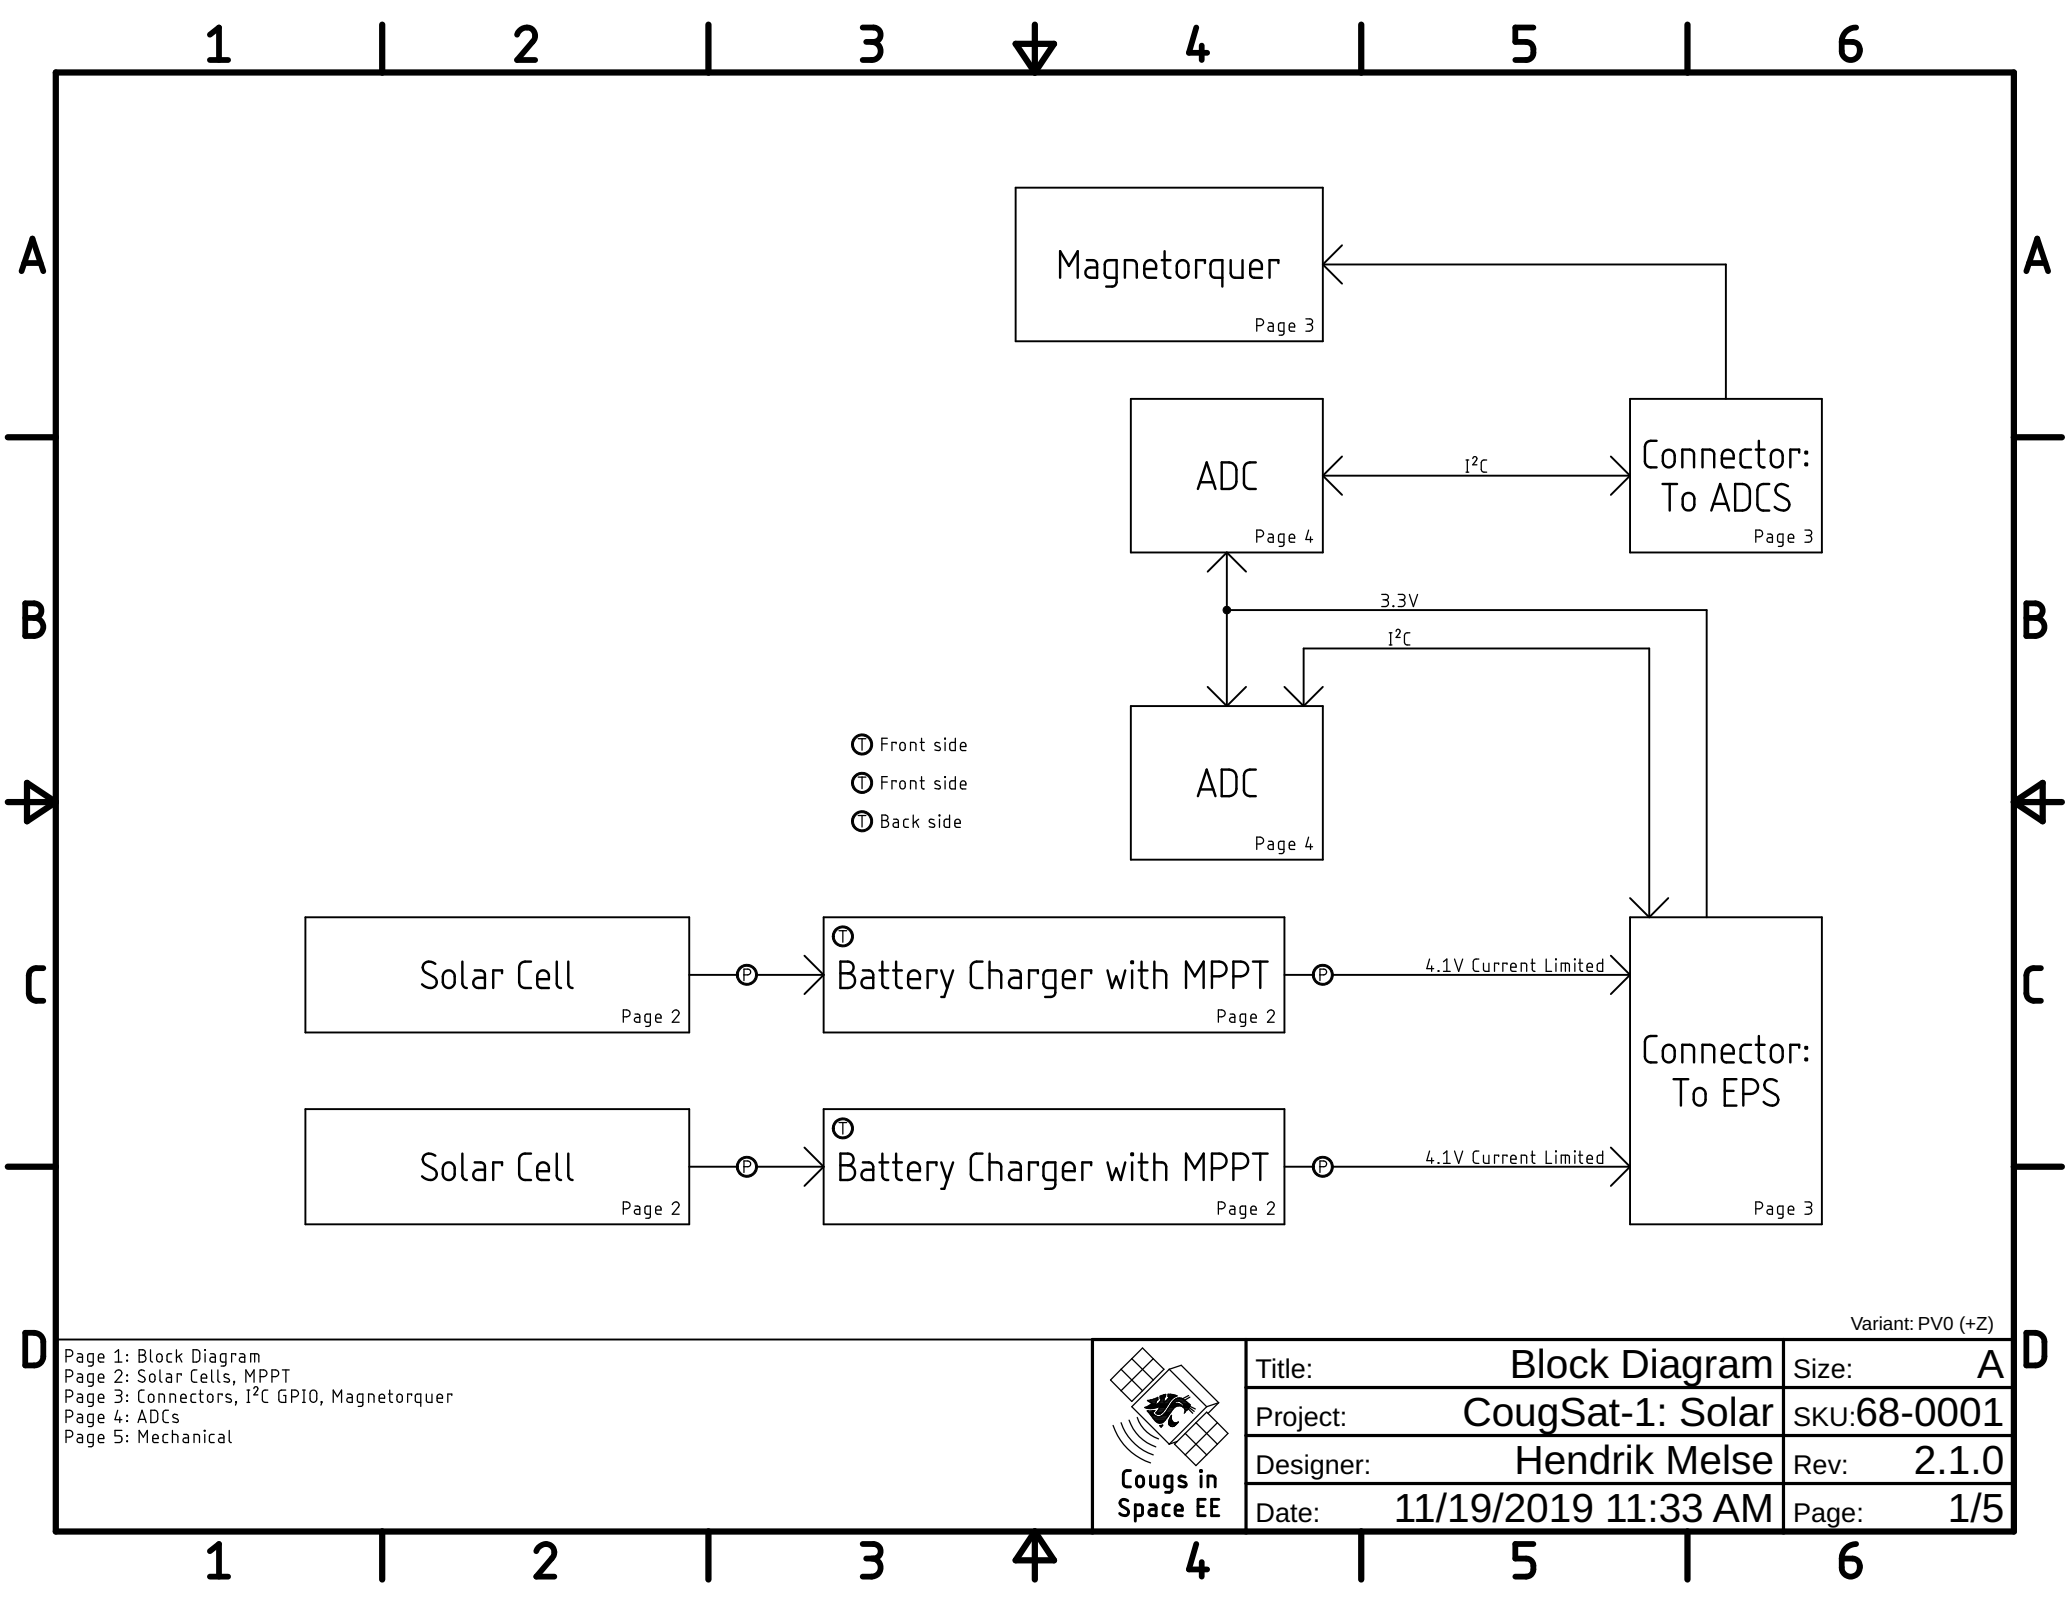 1 2 3 4 5 6
A A
Magnetorquer
Page 3
ADC
Page 4
I²C
Connector:
To ADCS
Page 3
B B
3.3V
I²C
T Front side
T Front side
T Back side
ADC
Page 4
C C
Solar Cell
Page 2
P
T
Battery Charger with MPPT
Page 2
P
4.1V Current Limited
Connector:
To EPS
Page 3
Solar Cell
Page 2
P
T
Battery Charger with MPPT
Page 2
P
4.1V Current Limited
Variant: PV0 (+Z)
D D
Page 1: Block Diagram
Page 2: Solar Cells, MPPT
Page 3: Connectors, I²C GPIO, Magnetorquer
Page 4: ADCs
Page 5: Mechanical
Cougs in
Space EE
Title: Block Diagram Size: A
Project: CougSat-1: Solar SKU:68-0001
Designer: Hendrik Melse Rev: 2.1.0
Date: 11/19/2019 11:33 AM Page: 1/5
1 2 3 4 5 6